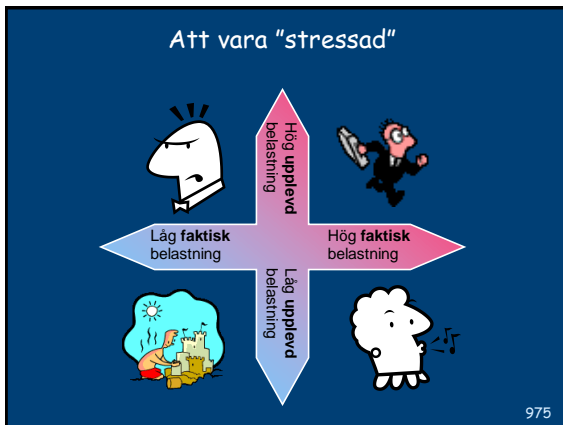 Att vara ”stressad”
Hög upplevd
belastning
Låg faktisk
belastning
Hög faktisk
belastning
Låg upplevd
belastning
975